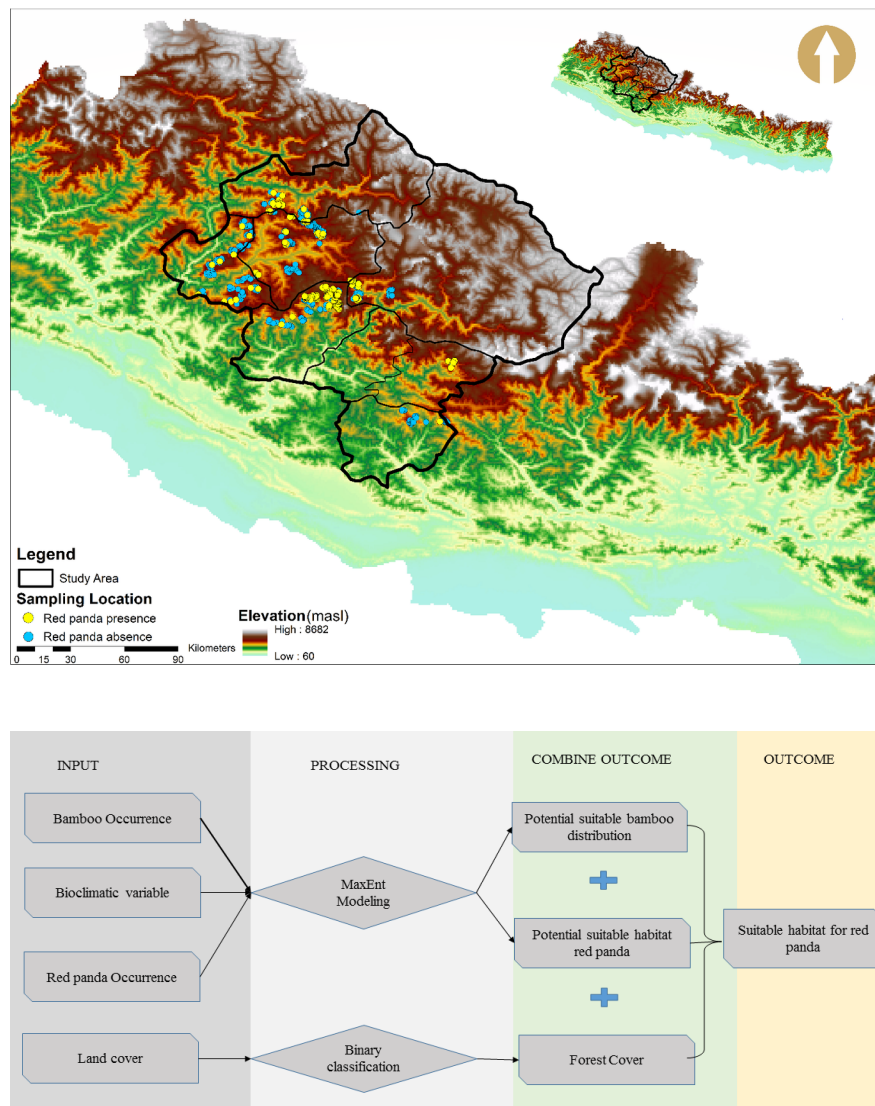 Legend
Study Area
Sampling Location
Red panda presence
Red panda absence
Kilometers
0 15 30 60 90
Elevation(masl)
High : 8682
Low : 60
INPUT
PROCESSING
COMBINE OUTCOME
OUTCOME
Bamboo Occurrence
Bioclimatic variable
Red panda Occurrence
Land cover
MaxEnt
Modeling
Binary
classification
Potential suitable bamboo
distribution
Potential suitable habitat
red panda
Forest Cover
Suitable habitat for red
panda